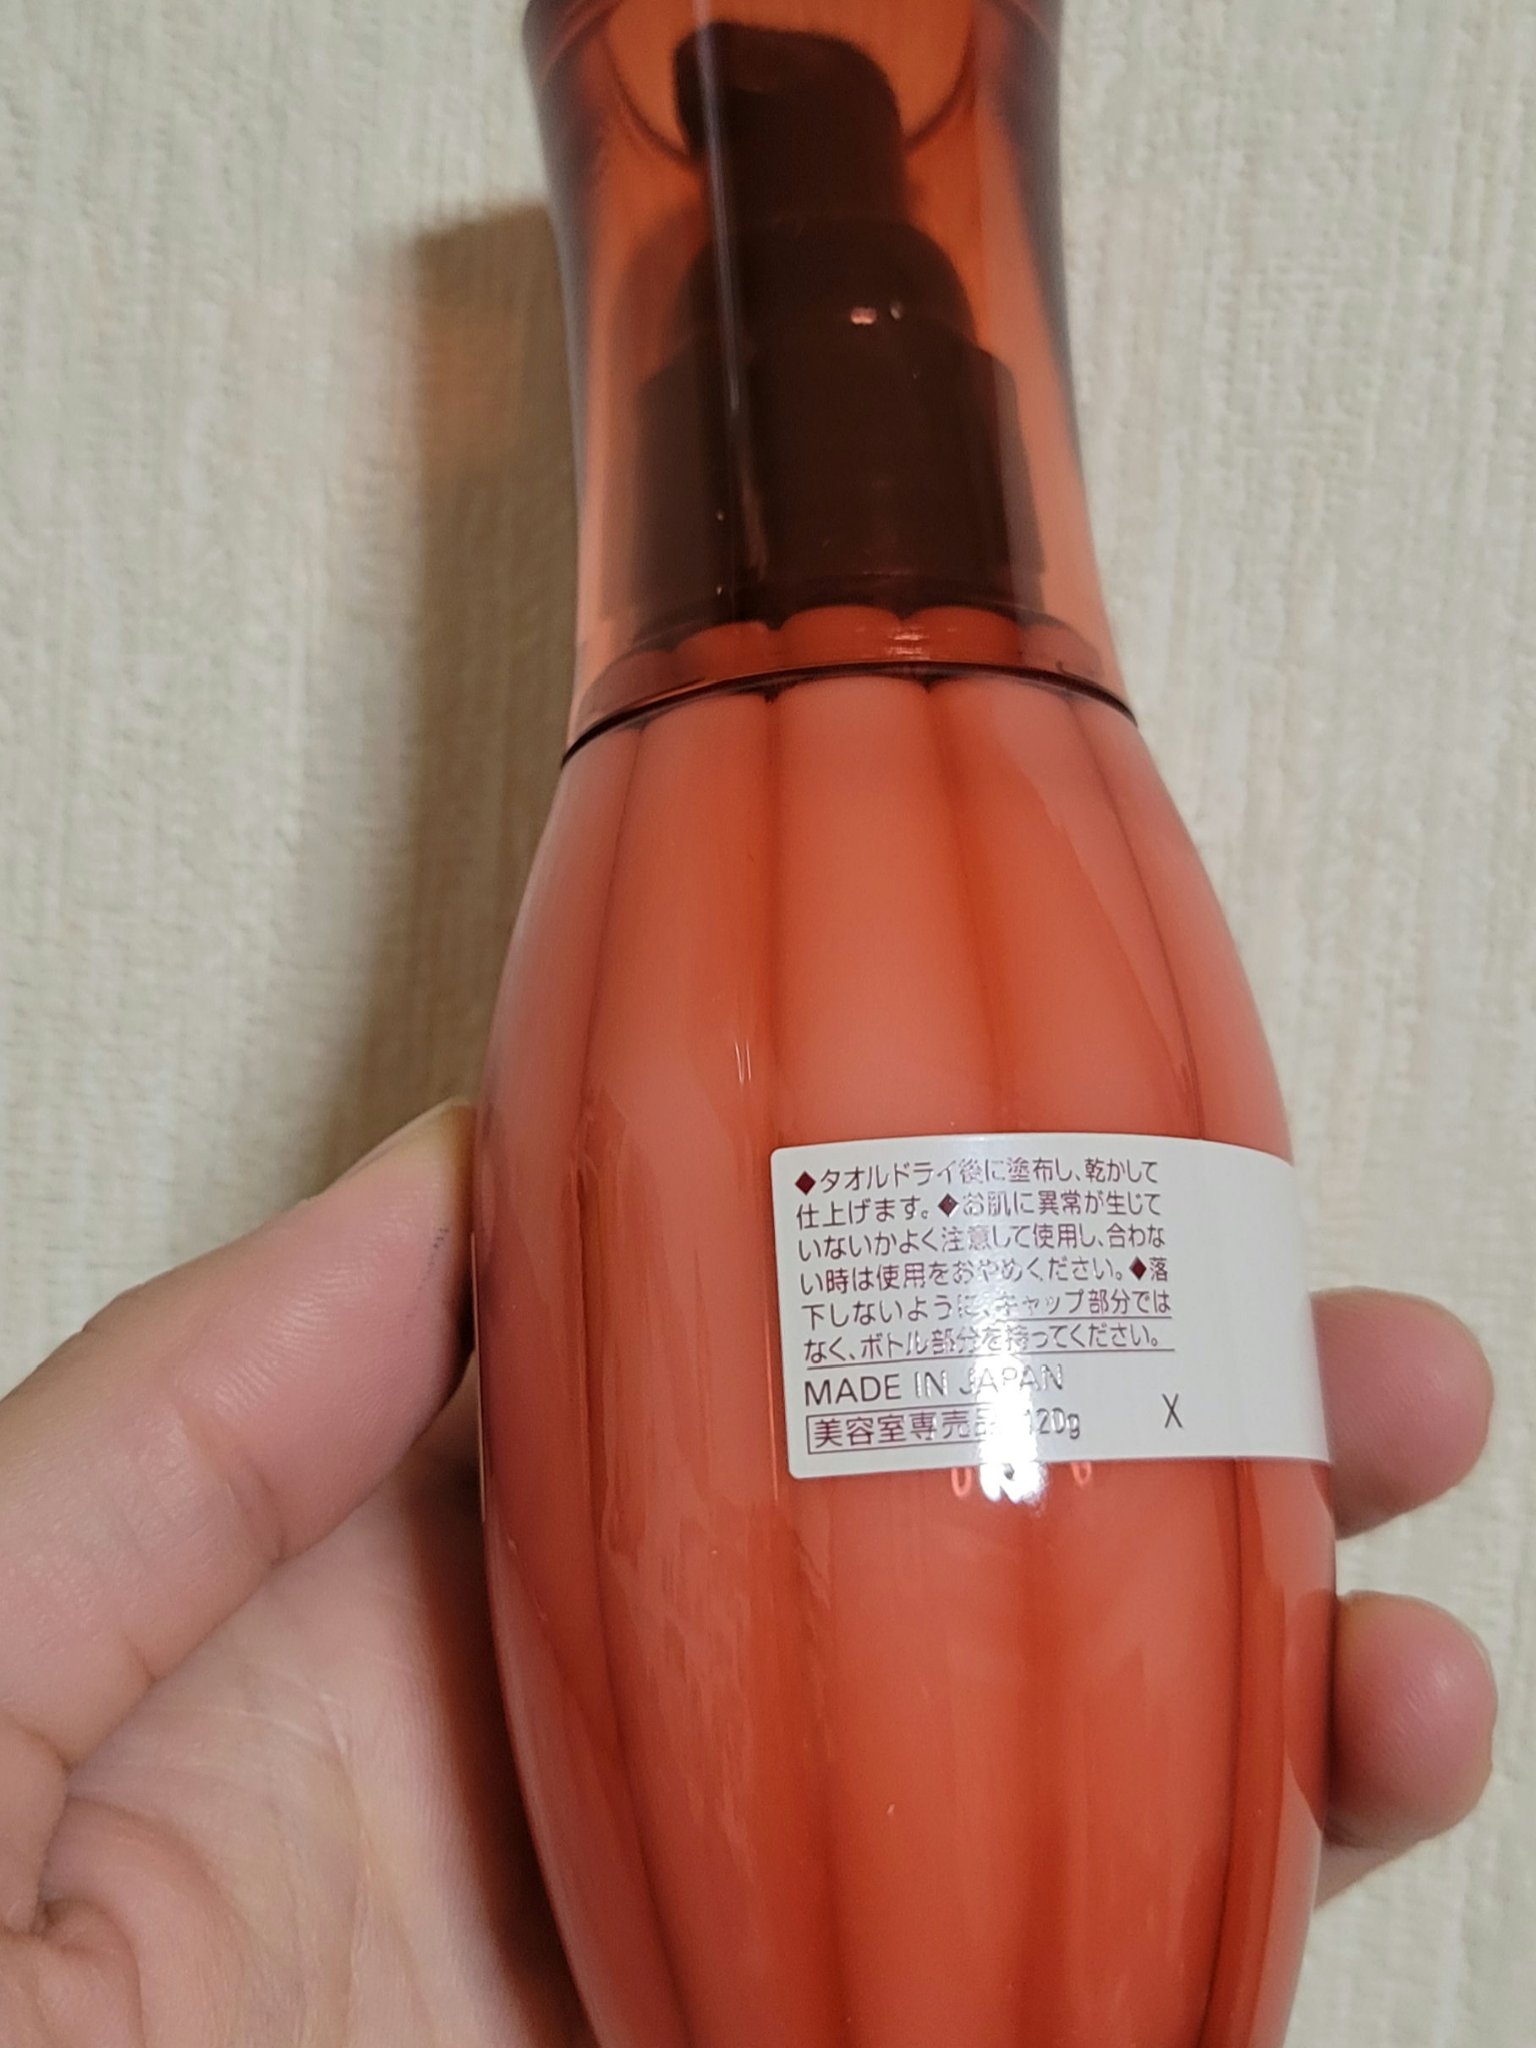 ◆タオルドライ後に塗布し、乾かして
仕上げます。◆お肌に異常が生じて
いないかよく注意して使用し、合わな
い時は使用をおやめください。◆落
下しないように、キャップ部分では
なく、ボトル部分を持ってください。
MADE IN JAPAN
美容室専売品 120g X